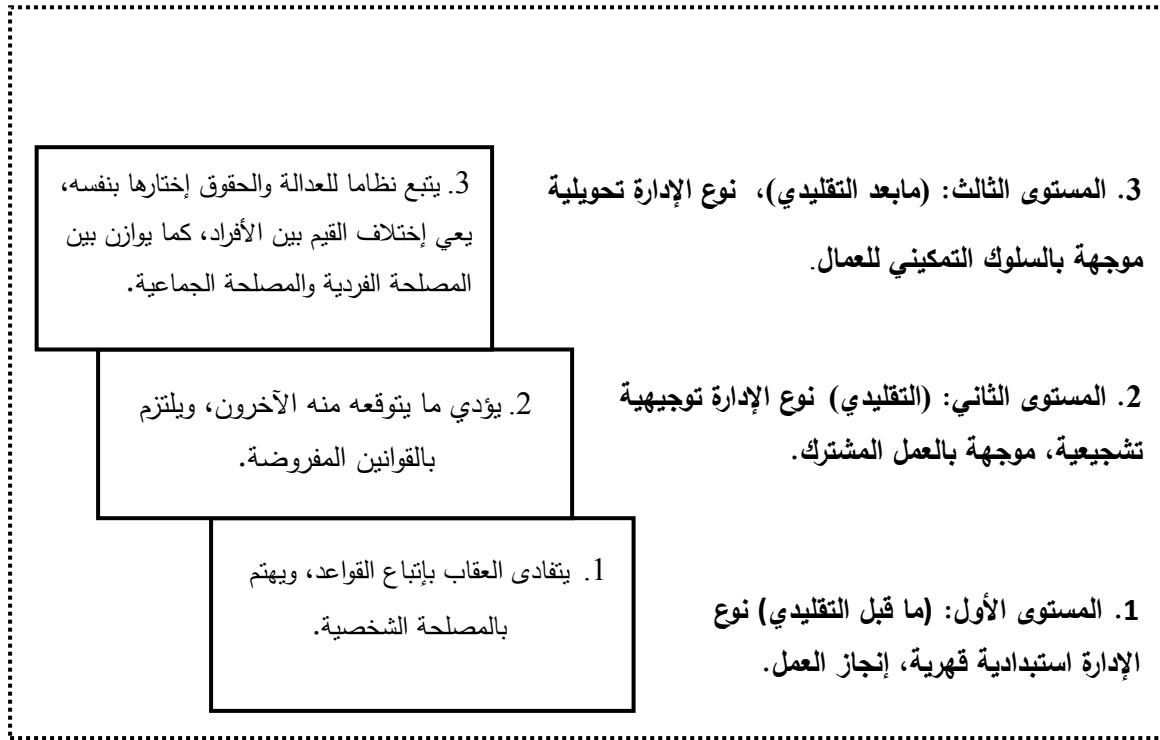 3. المستوى الثالث: (مابعد التقليدي)، نوع الإدارة تحويلية
موجهة بالسلوك التمكيني للعمال.
3. يتبع نظاما للعدالة والحقوق إختارها بنفسه،
يعي إختلاف القيم بين الأفراد، كما يوازن بين
المصلحة الفردية والمصلحة الجماعية.
2. المستوى الثاني: (التقليدي) نوع الإدارة توجيهية
تشجيعية، موجهة بالعمل المشترك.
2. يؤدي ما يتوقعه منه الآخرون، ويلتزم
بالقوانين المفروضة.
1. المستوى الأول: (ما قبل التقليدي) نوع
الإدارة استبدادية قهرية، إنجاز العمل.
1. يتفادى العقاب بإتباع القواعد، ويهتم
بالمصلحة الشخصية.